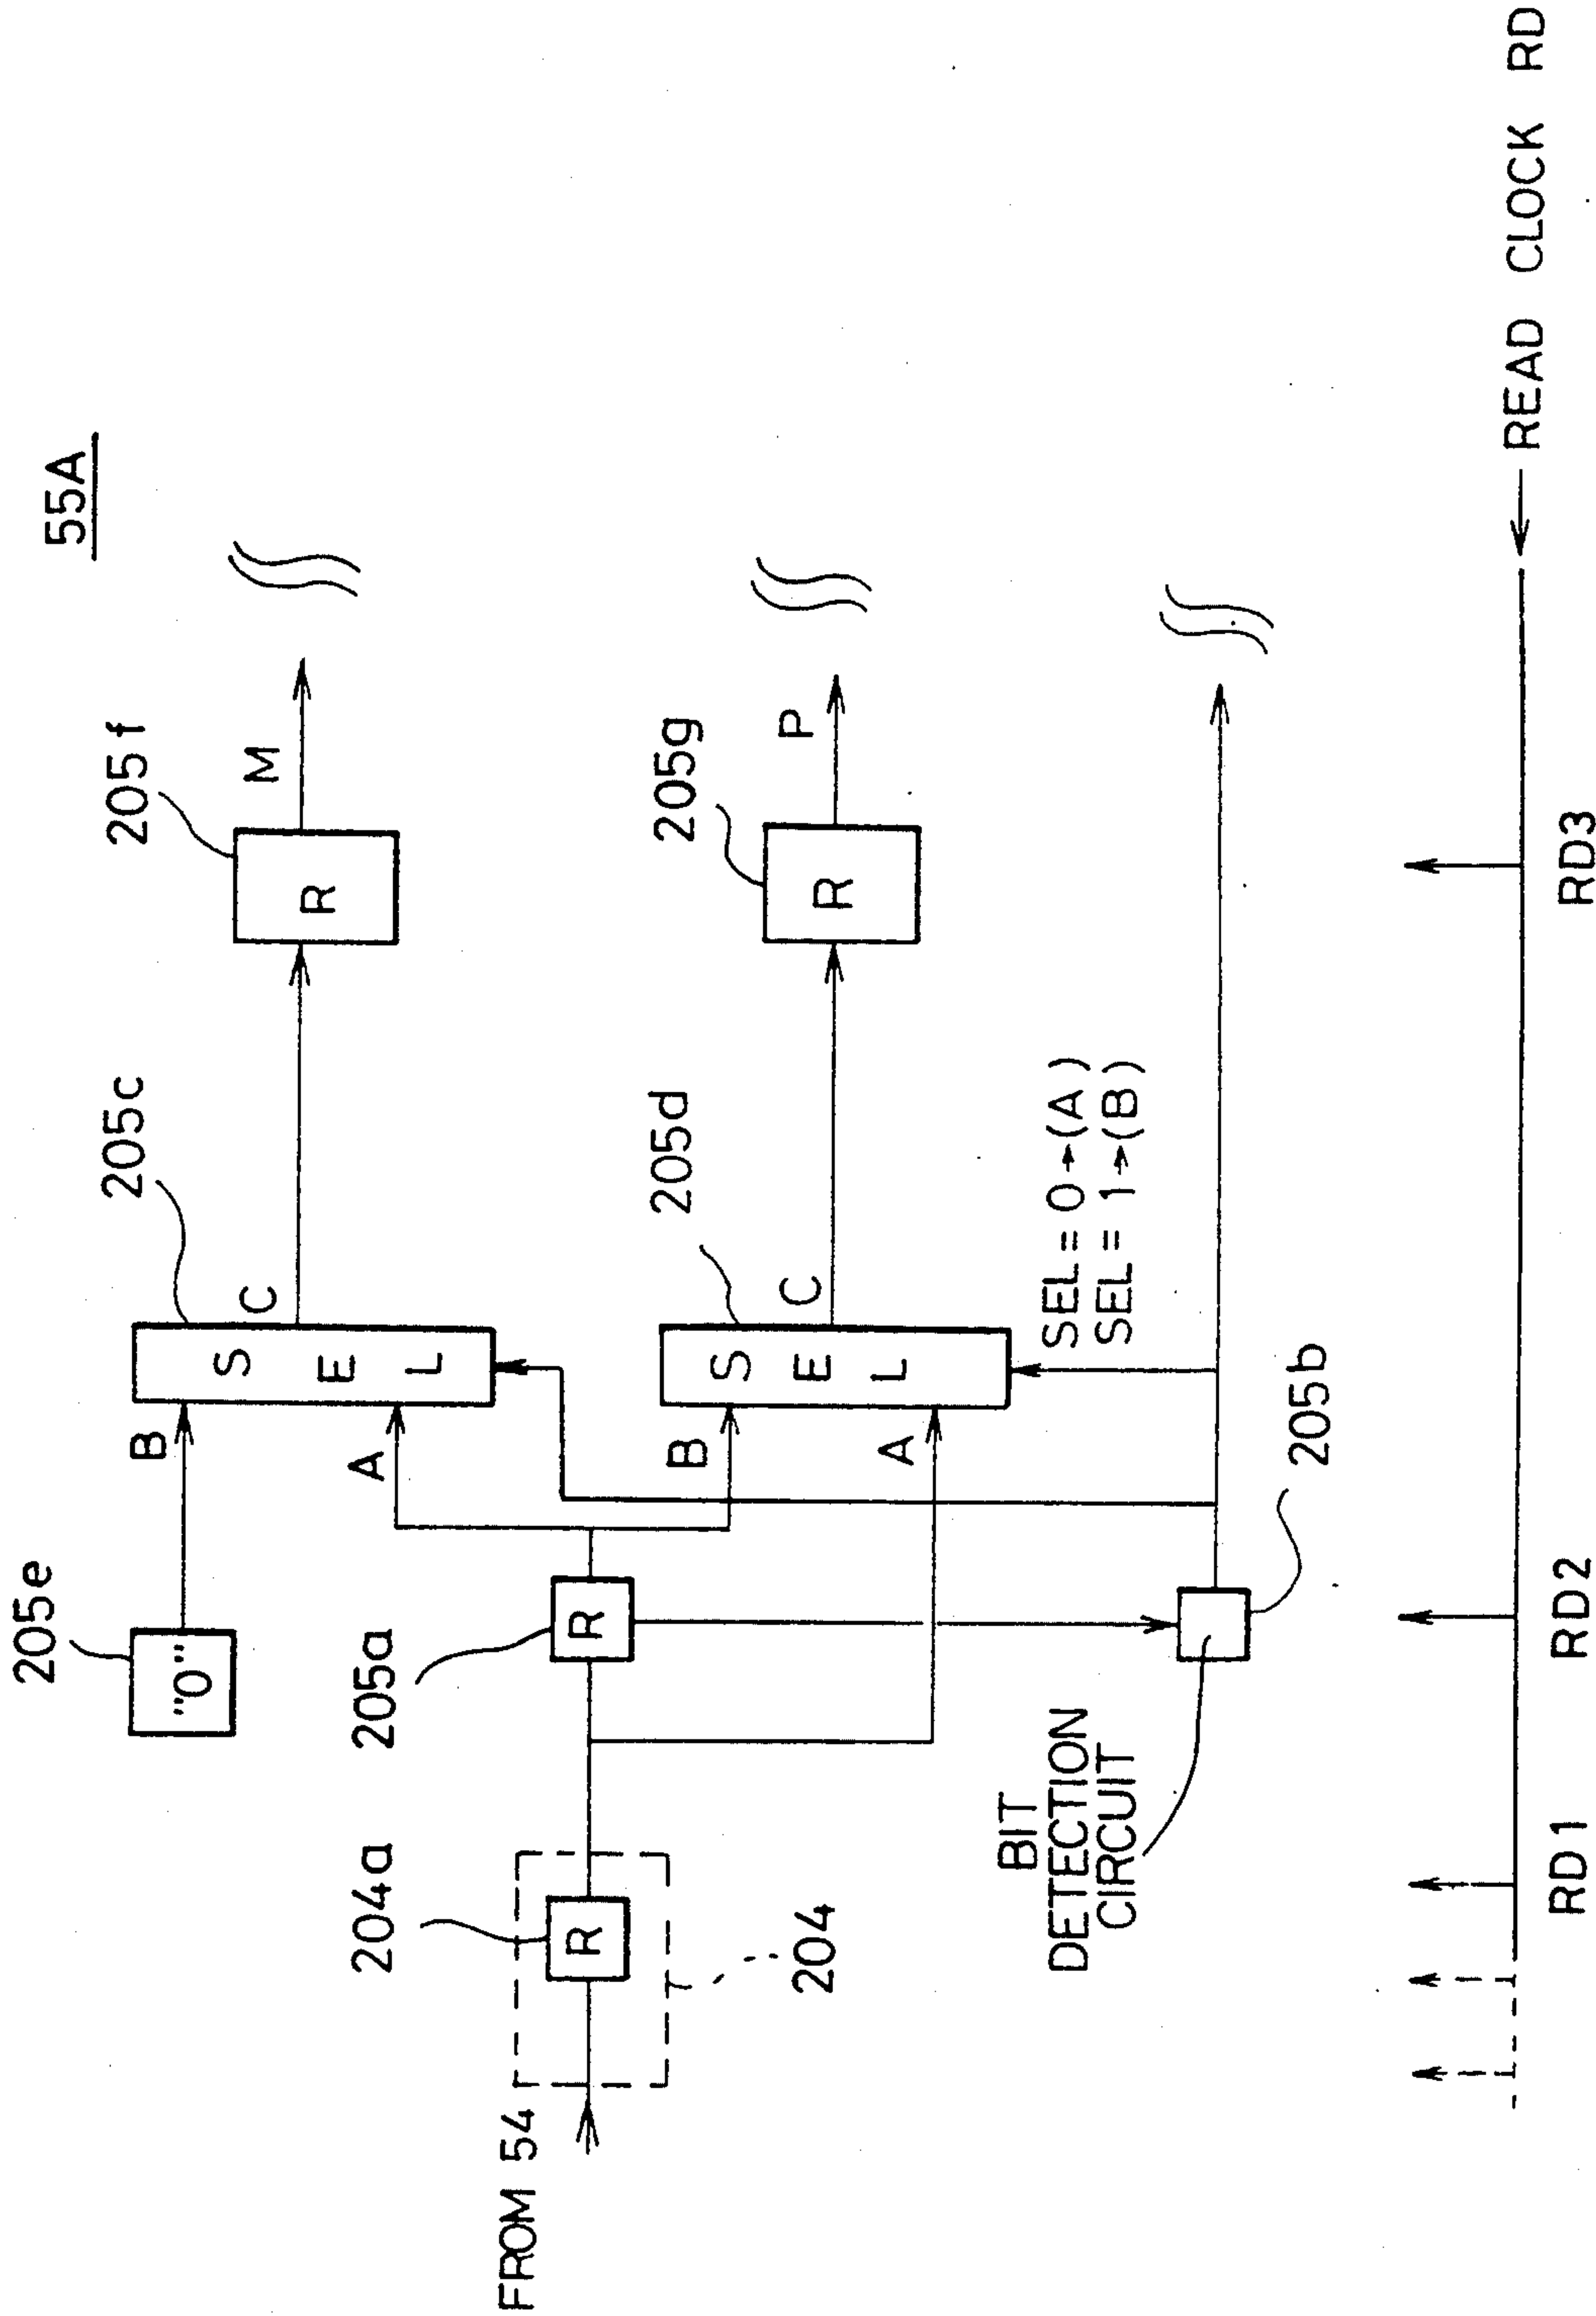 55A
205e
"0"
B
205c
S E L
C
205f
R
M
A
204a
R
FROM 54
204
205a
R
B
A
205d
S E L
C
205g
R
P
SEL = 0→(A)
SEL = 1→(B)
BIT
DETECTION
CIRCUIT
205b
RD1
RD2
RD3
READ CLOCK RD